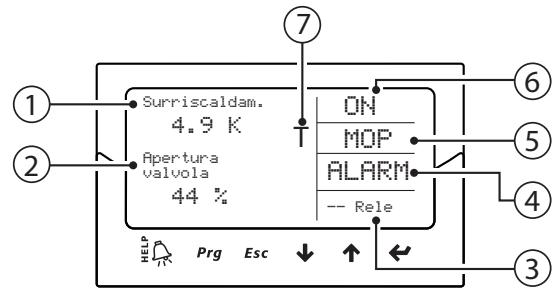 7
1
Surriscaldam.
4.9 K
2
Apertura
valvola
44 %
T
ON
6
MOP
5
ALARM
4
-- Rele
3
HELP
Prg
Esc